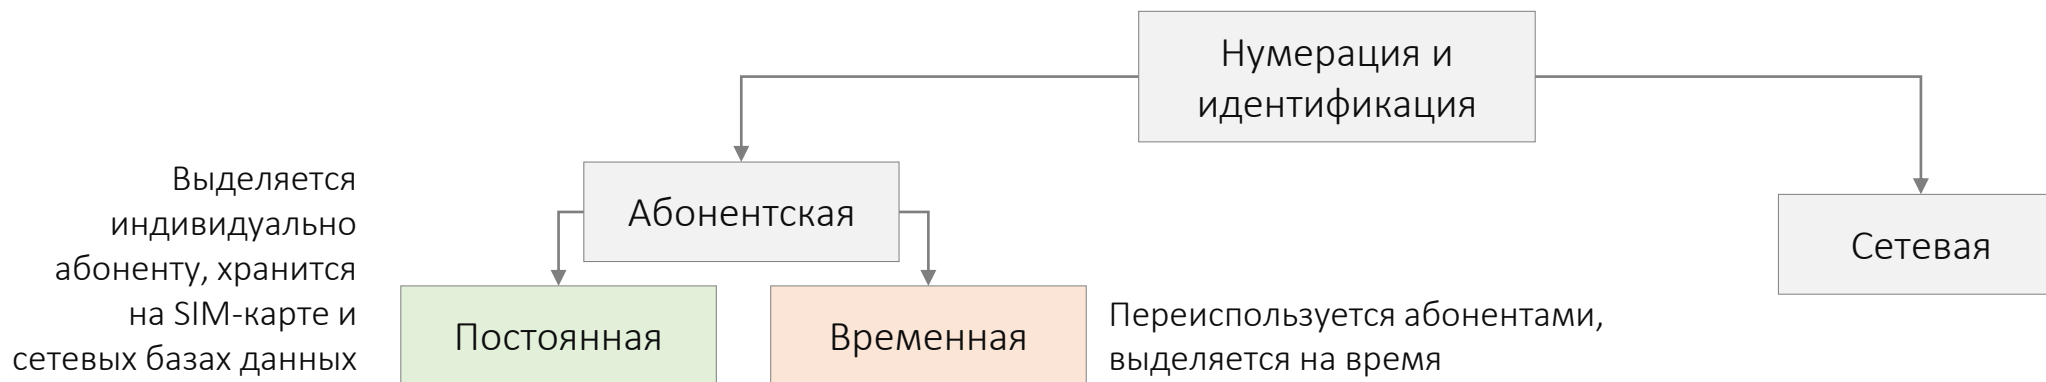 Нумерация и
идентификация
Абонентская
Сетевая
Выделяется
индивидуально
абоненту, хранится
на SIM-карте и
сетевых базах данных
Постоянная
Временная
Переиспользуется абонентами,
выделяется на время